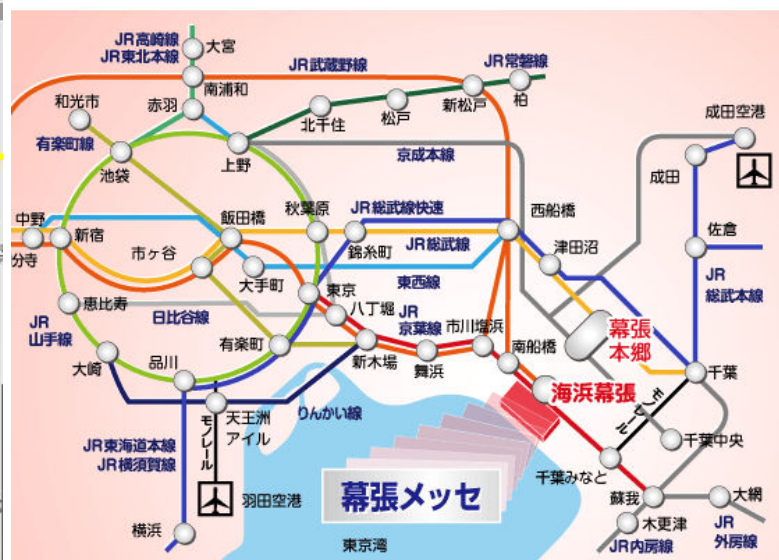 JR高崎線
JR東北本線
大宮
JR武蔵野線
JR常磐線
南浦和
和光市
赤羽
北千住
松戸
新松戸
柏
成田空港
有楽町線
池袋
上野
京成本線
成田
中野
新宿
飯田橋
秋葉原
JR総武線快速
西船橋
分寺
市ヶ谷
錦糸町
JR総武線
津田沼
佐倉
大手町
東西線
JR
総武本線
恵比寿
日比谷線
東京
八丁堀
JR
京葉線
市川塩浜
幕張
本郷
JR
山手線
有楽町
新木場
舞浜
南船橋
千葉
大崎
品川
海浜幕張
モノレール
天王洲
アイル
りんかい線
モノレール
千葉中央
JR東海道本線
JR横須賀線
千葉みなと
幕張メッセ
羽田空港
蘇我
大網
横浜
東京湾
木更津
JR内房線
JR
外房線